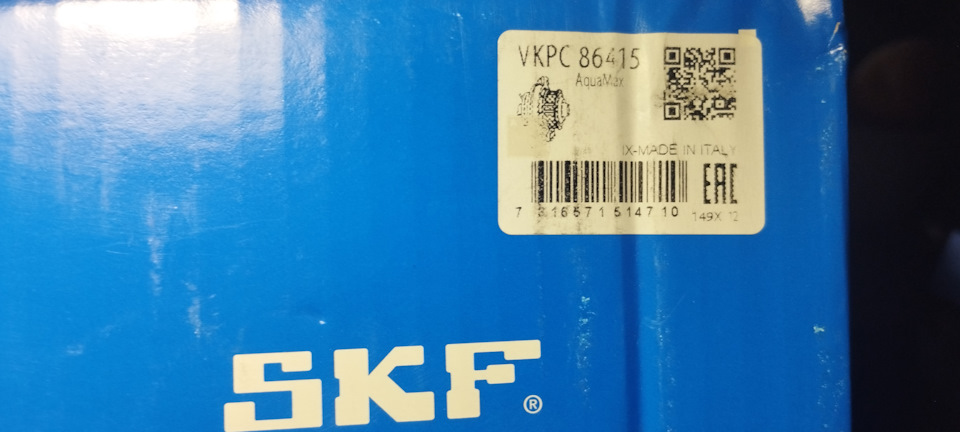 VKPC 86415
AquaMax
IX-MADE IN ITALY
7 316571 514710
EAC
149X 12
SKF®